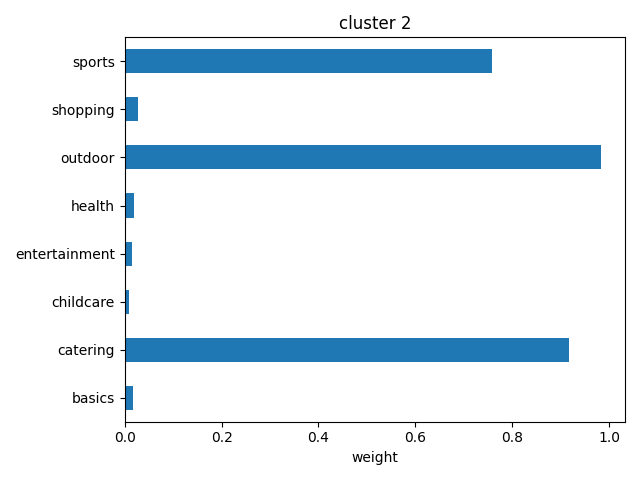 cluster 2
sports
shopping
outdoor
health
entertainment
childcare
catering
basics
0.0 0.2 0.4 0.6 0.8 1.0
weight